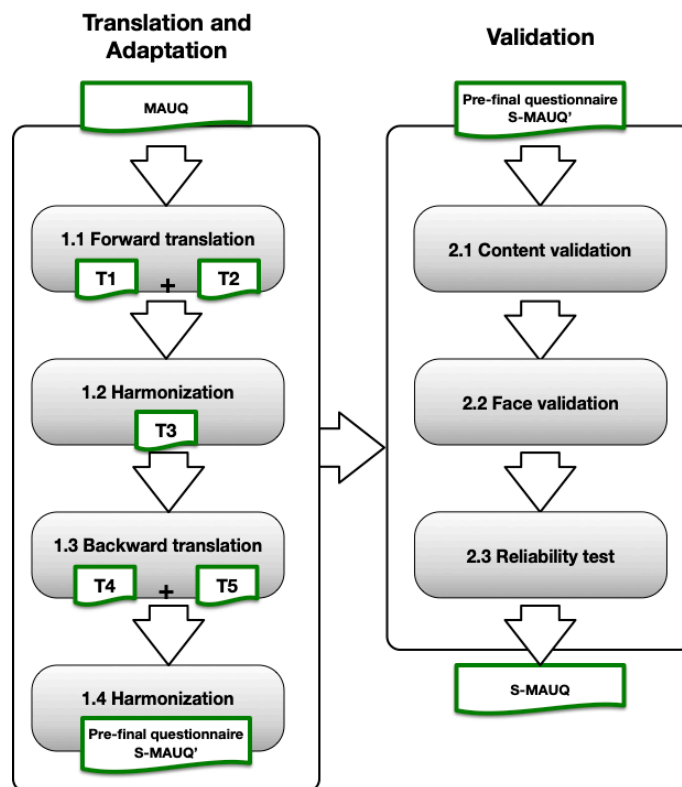 Translation and
Adaptation
MAUQ
1.1 Forward translation
T1
+
T2
1.2 Harmonization
T3
1.3 Backward translation
T4
+
T5
1.4 Harmonization
Pre-final questionnaire
S-MAUQ'
Validation
Pre-final questionnaire
S-MAUQ'
2.1 Content validation
2.2 Face validation
2.3 Reliability test
S-MAUQ